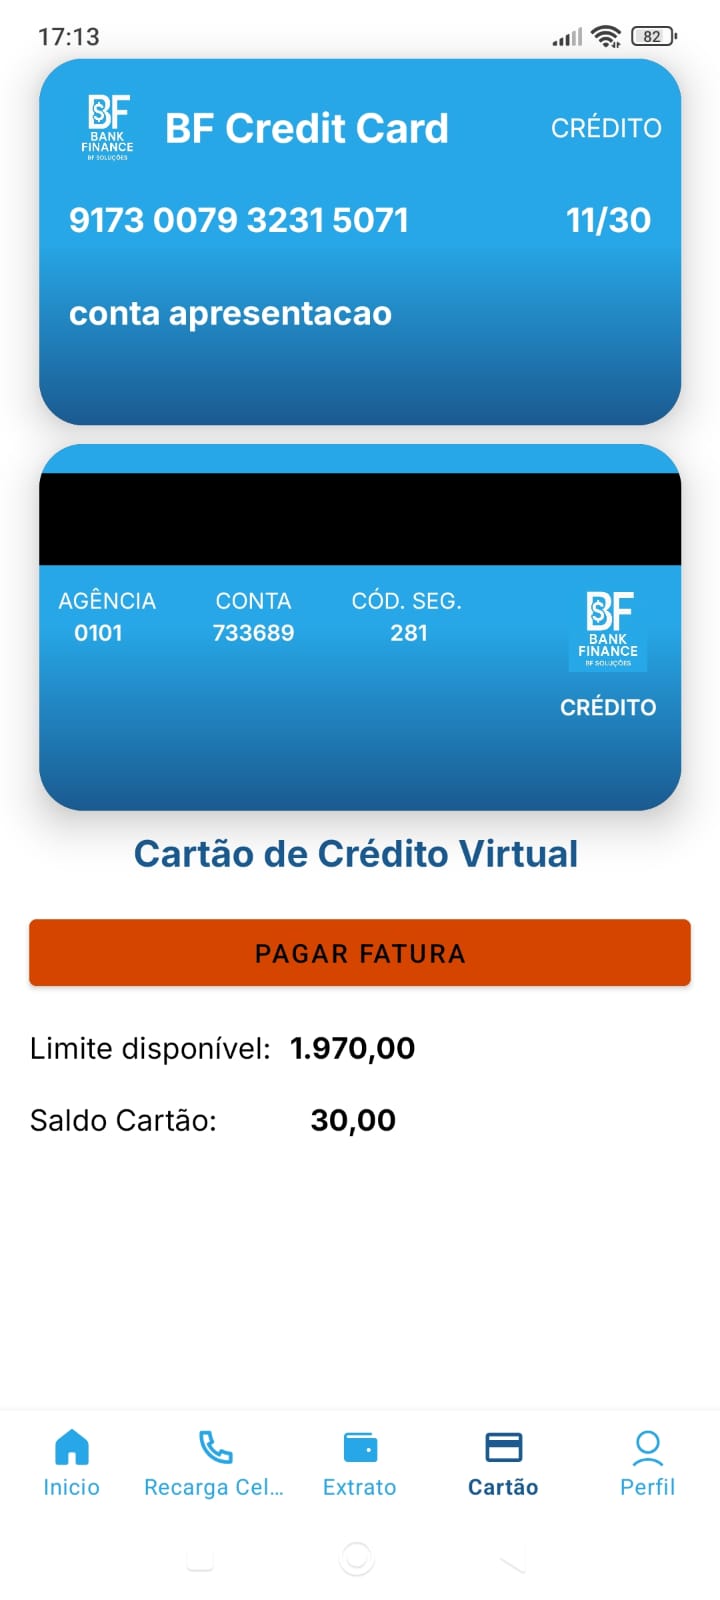 17:13
82
BF
BANK
FINANCE
BF SOLUÇÕES
BF Credit Card
CRÉDITO
9173 0079 3231 5071
11/30
conta apresentacao
AGÊNCIA
CONTA
CÓD. SEG.
0101
733689
281
BF
BANK
FINANCE
BF SOLUÇÕES
CRÉDITO
Cartão de Crédito Virtual
PAGAR FATURA
Limite disponível: 1.970,00
Saldo Cartão: 30,00
Inicio
Recarga Cel...
Extrato
Cartão
Perfil